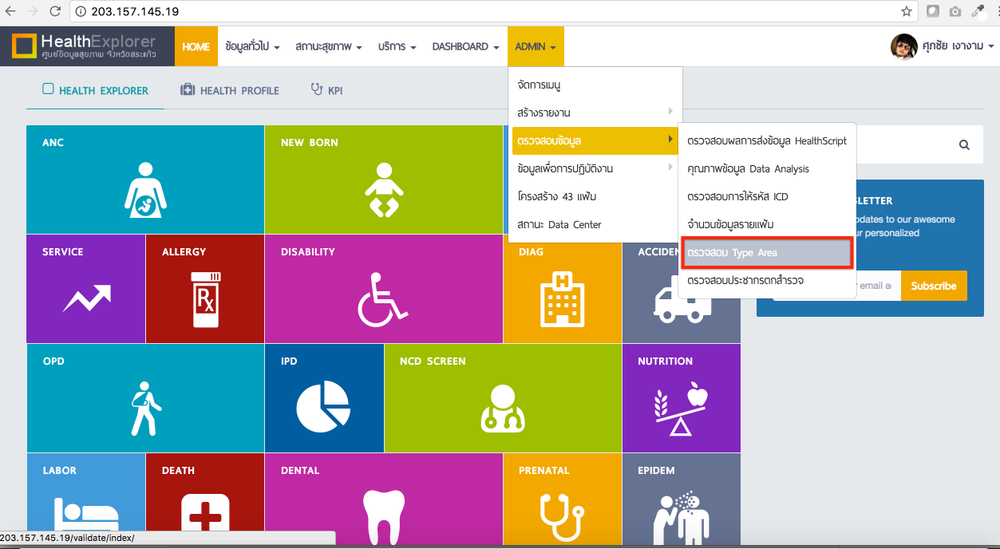 203.157.145.19
HealthExplorer
ศูนย์ข้อมูลสุขภาพ จังหวัดสระแก้ว
HOME
ข้อมูลทั่วไป
สถานะสุขภาพ
บริการ
DASHBOARD
ADMIN
ศุภชัย เงางาม
HEALTH EXPLORER
HEALTH PROFILE
KPI
จัดการเมนู
สร้างรายงาน
ตรวจสอบข้อมูล
ข้อมูลเพื่อการปฏิบัติงาน
โครงสร้าง 43 แฟ้ม
สถานะ Data Center
ตรวจสอบผลการส่งข้อมูล HealthScript
คุณภาพข้อมูล Data Analysis
ตรวจสอบการให้รหัส ICD
จำนวนข้อมูลรายแฟ้ม
ตรวจสอบ Type Area
ตรวจสอบประชากรตกสำรวจ
SLETTER
pdates to our awesome
ur personalized
r email a
Subscribe
ANC
NEW BORN
SERVICE
ALLERGY
DISABILITY
DIAG
ACCIDEN
OPD
IPD
NCD SCREEN
NUTRITION
LABOR
DEATH
DENTAL
PRENATAL
EPIDEM
203.157.145.19/validate/index/